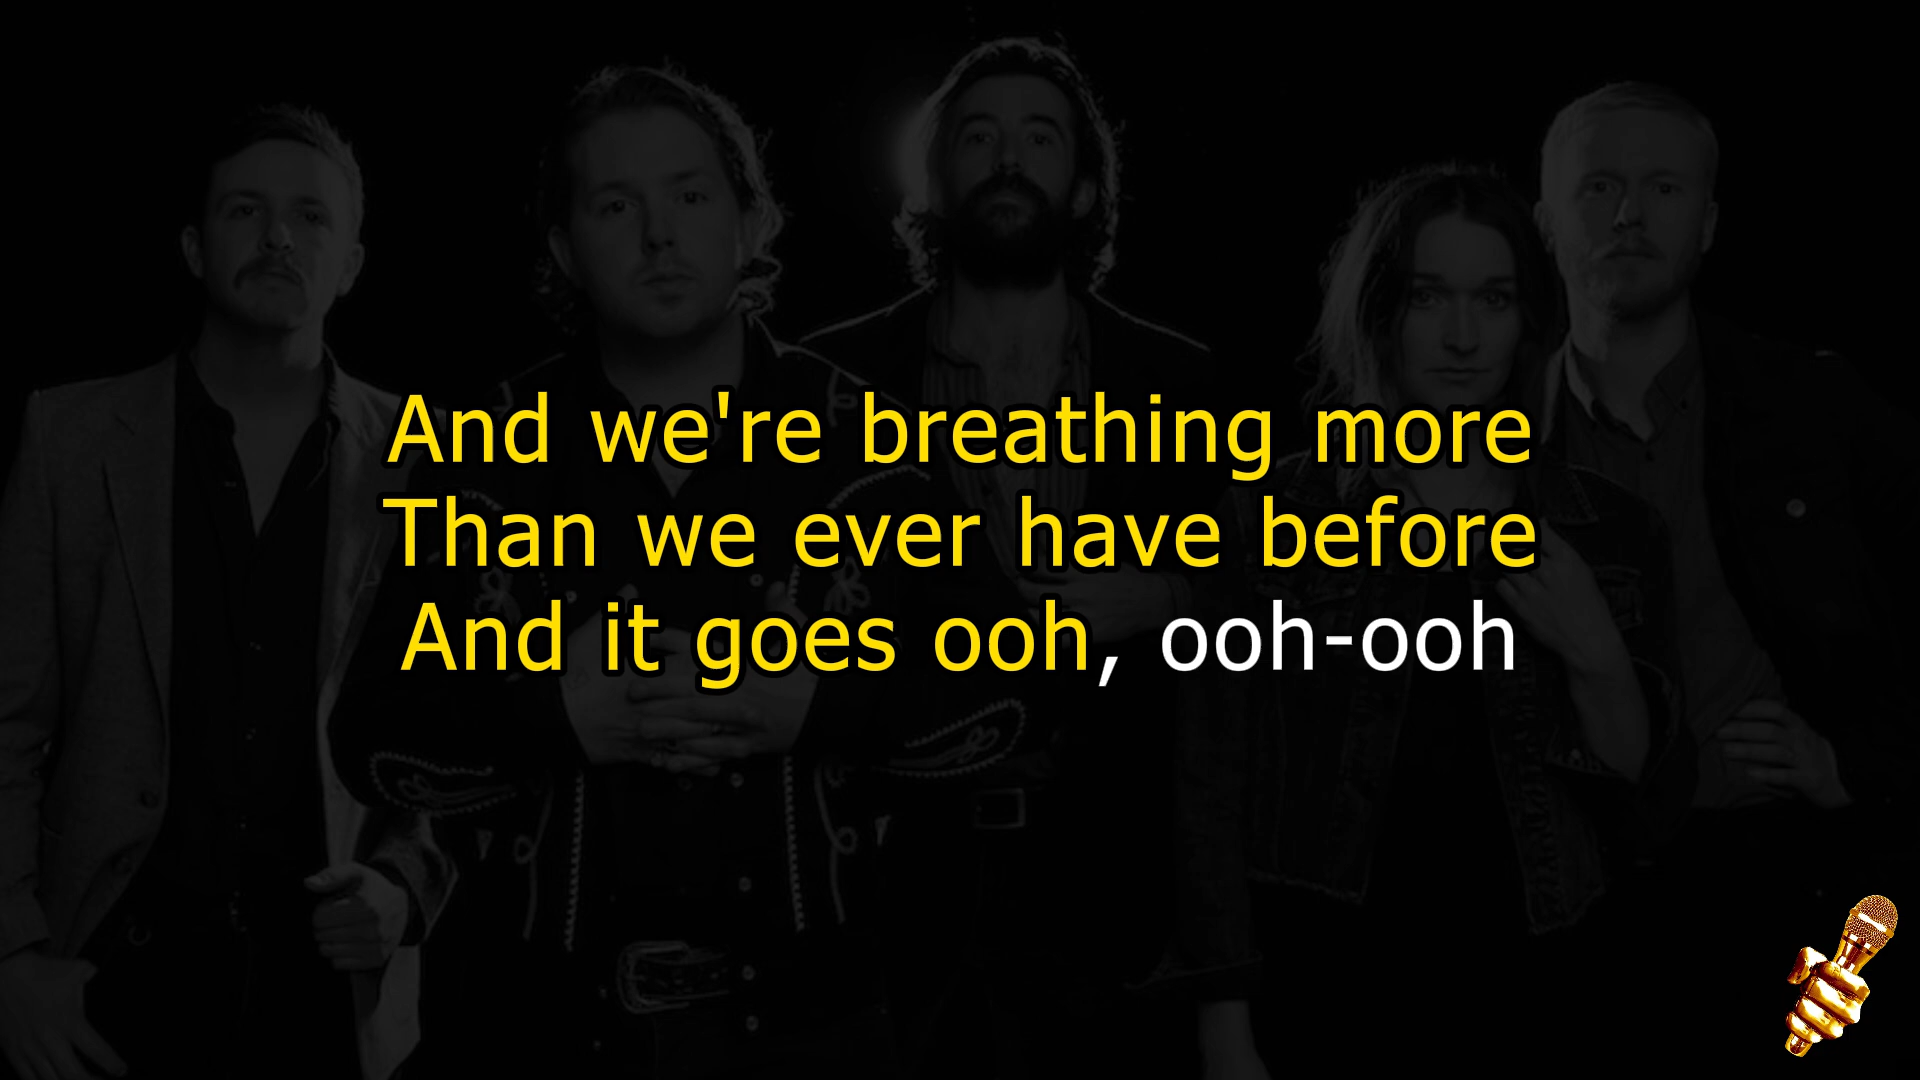 And we're breathing more
Than we ever have before
And it goes ooh, ooh-ooh